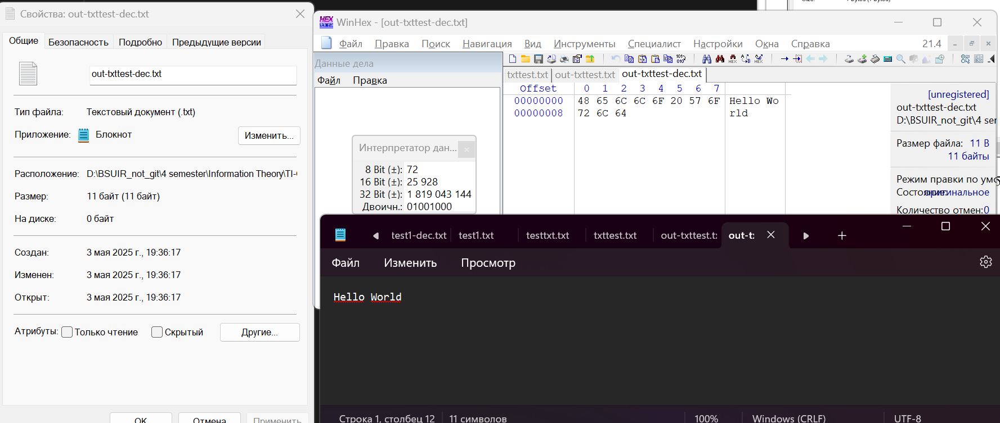 Свойства: out-txttest-dec.txt
Общие Безопасность Подробно Предыдущие версии
out-txttest-dec.txt
Тип файла: Текстовый документ (.txt)
Приложение: Блокнот Изменить...
Расположение: D:\BSUIR_not_git\4 semester\Information Theory\TI-
Размер: 11 байт (11 байт)
На диске: 0 байт
Создан: 3 мая 2025 г., 19:36:17
Изменен: 3 мая 2025 г., 19:36:17
Открыт: 3 мая 2025 г., 19:36:17
Атрибуты: Только чтение Скрытый Другие...
OK Отмена Применить
WinHex - [out-txttest-dec.txt]
Файл Правка Поиск Навигация Вид Инструменты Специалист Настройки Окна Справка 21.4
Данные дела
Файл Правка
txttest.txt out-txttest.txt out-txttest-dec.txt
Offset 0 1 2 3 4 5 6 7
00000000 48 65 6C 6C 6F 20 57 6F Hello Wo
00000008 72 6C 64 rld
Интерпретатор дан...
8 Bit (±): 72
16 Bit (±): 25 928
32 Bit (±): 1 819 043 144
Двоичн.: 01001000
[unregistered]
out-txttest-dec.txt
D:\BSUIR_not_git\4 ser
Размер файла: 11 B
11 байты
Режим правки по умо
Состояние: оригинальное
Количество отмен: 0
test1-dec.txt test1.txt testtxt.txt txttest.txt out-txttest.t out-t
Файл Изменить Просмотр
Hello World
Строка 1, столбец 12 11 символов 100% Windows (CRLF) UTF-8